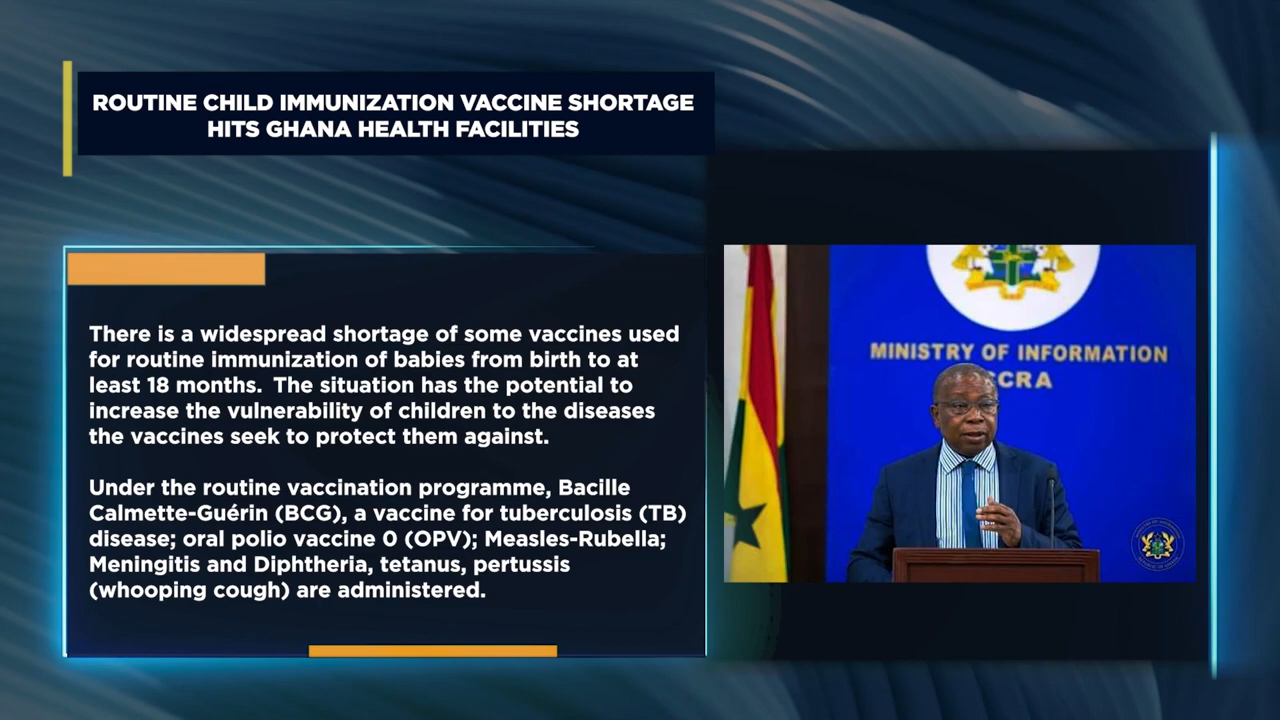 ROUTINE CHILD IMMUNIZATION VACCINE SHORTAGE
HITS GHANA HEALTH FACILITIES
There is a widespread shortage of some vaccines used
for routine immunization of babies from birth to at
least 18 months.  The situation has the potential to
increase the vulnerability of children to the diseases
the vaccines seek to protect them against.
Under the routine vaccination programme, Bacille
Calmette-Guérin (BCG), a vaccine for tuberculosis (TB)
disease; oral polio vaccine 0 (OPV); Measles-Rubella;
Meningitis and Diphtheria, tetanus, pertussis
(whooping cough) are administered.
MINISTRY OF INFORMATION
CCRA